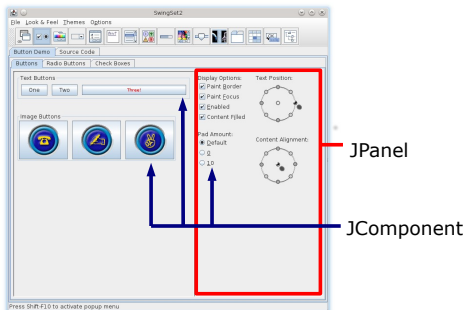 SwingSet2
File Look & Feel Themes Options
Button Demo Source Code
Buttons Radio Buttons Check Boxes
Text Buttons
One Two Three!
Image Buttons
Display Options:
Paint Border
Paint Focus
Enabled
Content Filled
Pad Amount:
Default
0
10
Text Position:
Content Alignment:
JPanel
JComponent
Press Shift-F10 to activate popup menu